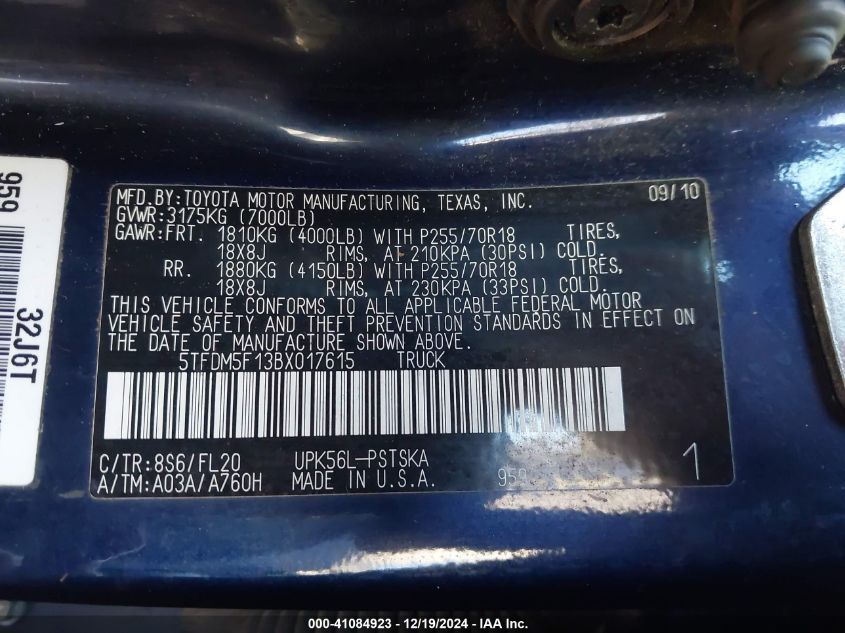 MFD.BY:TOYOTA MOTOR MANUFACTURING, TEXAS, INC. 09/10
GVWR:3175KG (7000LB)
GAWR:FRT. 1810KG (4000LB) WITH P255/70R18 TIRES,
18X8J RIMS, AT 210KPA (30PSI) COLD.
RR. 1880KG (4150LB) WITH P255/70R18 TIRES,
18X8J RIMS, AT 230KPA (33PSI) COLD.
THIS VEHICLE CONFORMS TO ALL APPLICABLE FEDERAL MOTOR
VEHICLE SAFETY AND THEFT PREVENTION STANDARDS IN EFFECT ON
THE DATE OF MANUFACTURE SHOWN ABOVE.
5TFDM5F13BX017615 TRUCK
C/TR:8S6/FL20 UPK56L-PSTSKA
A/TM:A03A/A760H MADE IN U.S.A. 959
1
959
32J6T
000-41084923 - 12/19/2024 - IAA Inc.